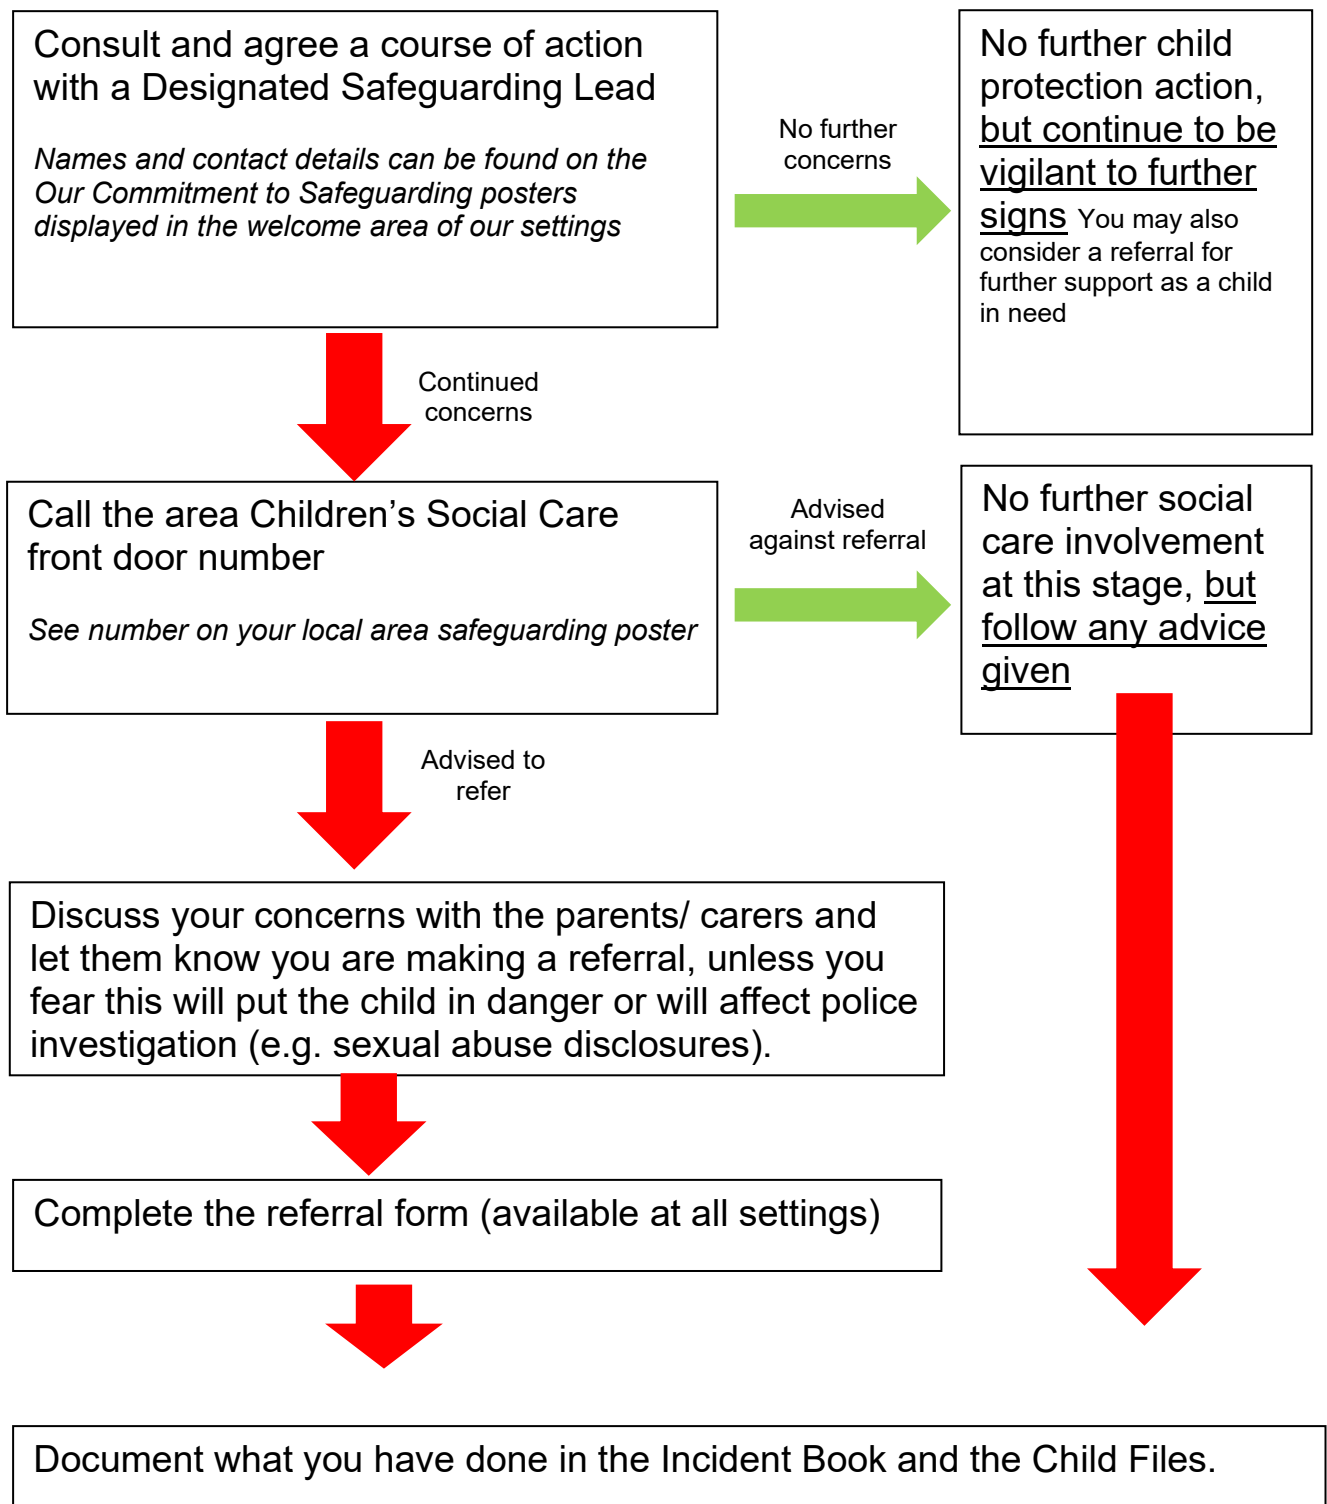 Consult and agree a course of action
with a Designated Safeguarding Lead
Names and contact details can be found on the
Our Commitment to Safeguarding posters
displayed in the welcome area of our settings
No further
concerns
No further child
protection action,
but continue to be
vigilant to further
signs You may also
consider a referral for
further support as a child
in need
Continued
concerns
Call the area Children’s Social Care
front door number
See number on your local area safeguarding poster
Advised
against referral
No further social
care involvement
at this stage, but
follow any advice
given
Advised to
refer
Discuss your concerns with the parents/ carers and
let them know you are making a referral, unless you
fear this will put the child in danger or will affect police
investigation (e.g. sexual abuse disclosures).
Complete the referral form (available at all settings)
Document what you have done in the Incident Book and the Child Files.